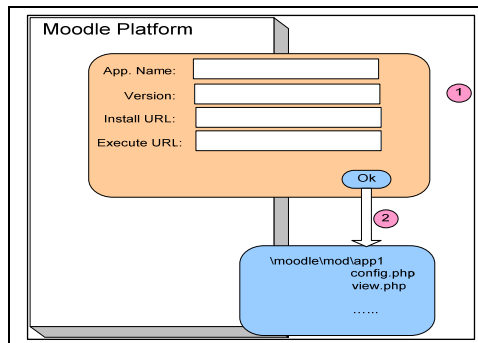 Moodle Platform
App. Name:
1
Version:
Install URL:
Execute URL:
Ok
2
\moodle\mod\app1
config.php
view.php
......